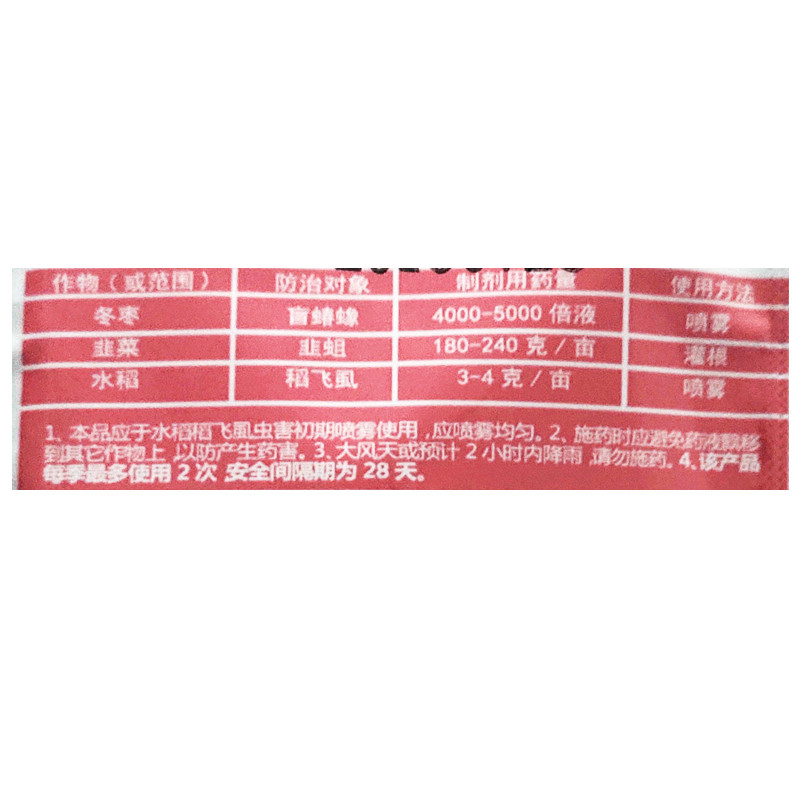 作物（或范围） 防治对象 制剂用药量 使用方法
冬枣 盲蝽蟓 4000-5000 倍液 喷雾
韭菜 韭蛆 180-240 克 / 亩 灌根
水稻 稻飞虱 3-4 克 / 亩 喷雾
1、本品应于水稻稻飞虱虫害初期喷雾使用，应喷雾均匀。2、施药时应避免药液飘移
到其它作物上，以防产生药害。3、大风天或预计 2 小时内降雨，请勿施药。4、该产品
每季最多使用 2 次，安全间隔期为 28 天。